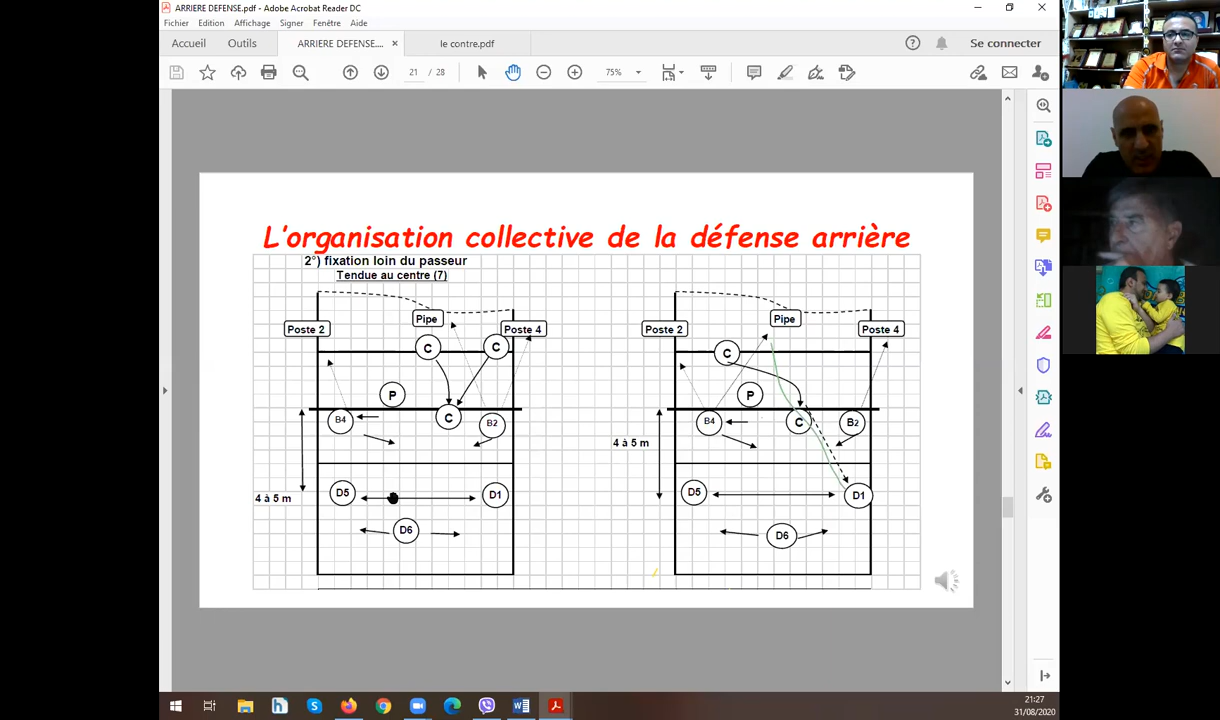 ARRIERE DEFENSE.pdf - Adobe Acrobat Reader DC
Fichier Edition Affichage Signer Fenêtre Aide
Accueil Outils ARRIERE DEFENSE.... × le contre.pdf Se connecter
21 / 28 75%
L'organisation collective de la défense arrière
2°) fixation loin du passeur
Tendue au centre (7)
Poste 2 Pipe Poste 4
C C
P
B4 C B2
D5 D1
4 à 5 m
D6
Poste 2 Pipe Poste 4
C
P
B4 C B2
4 à 5 m
D5 D1
D6
21:27
31/08/2020